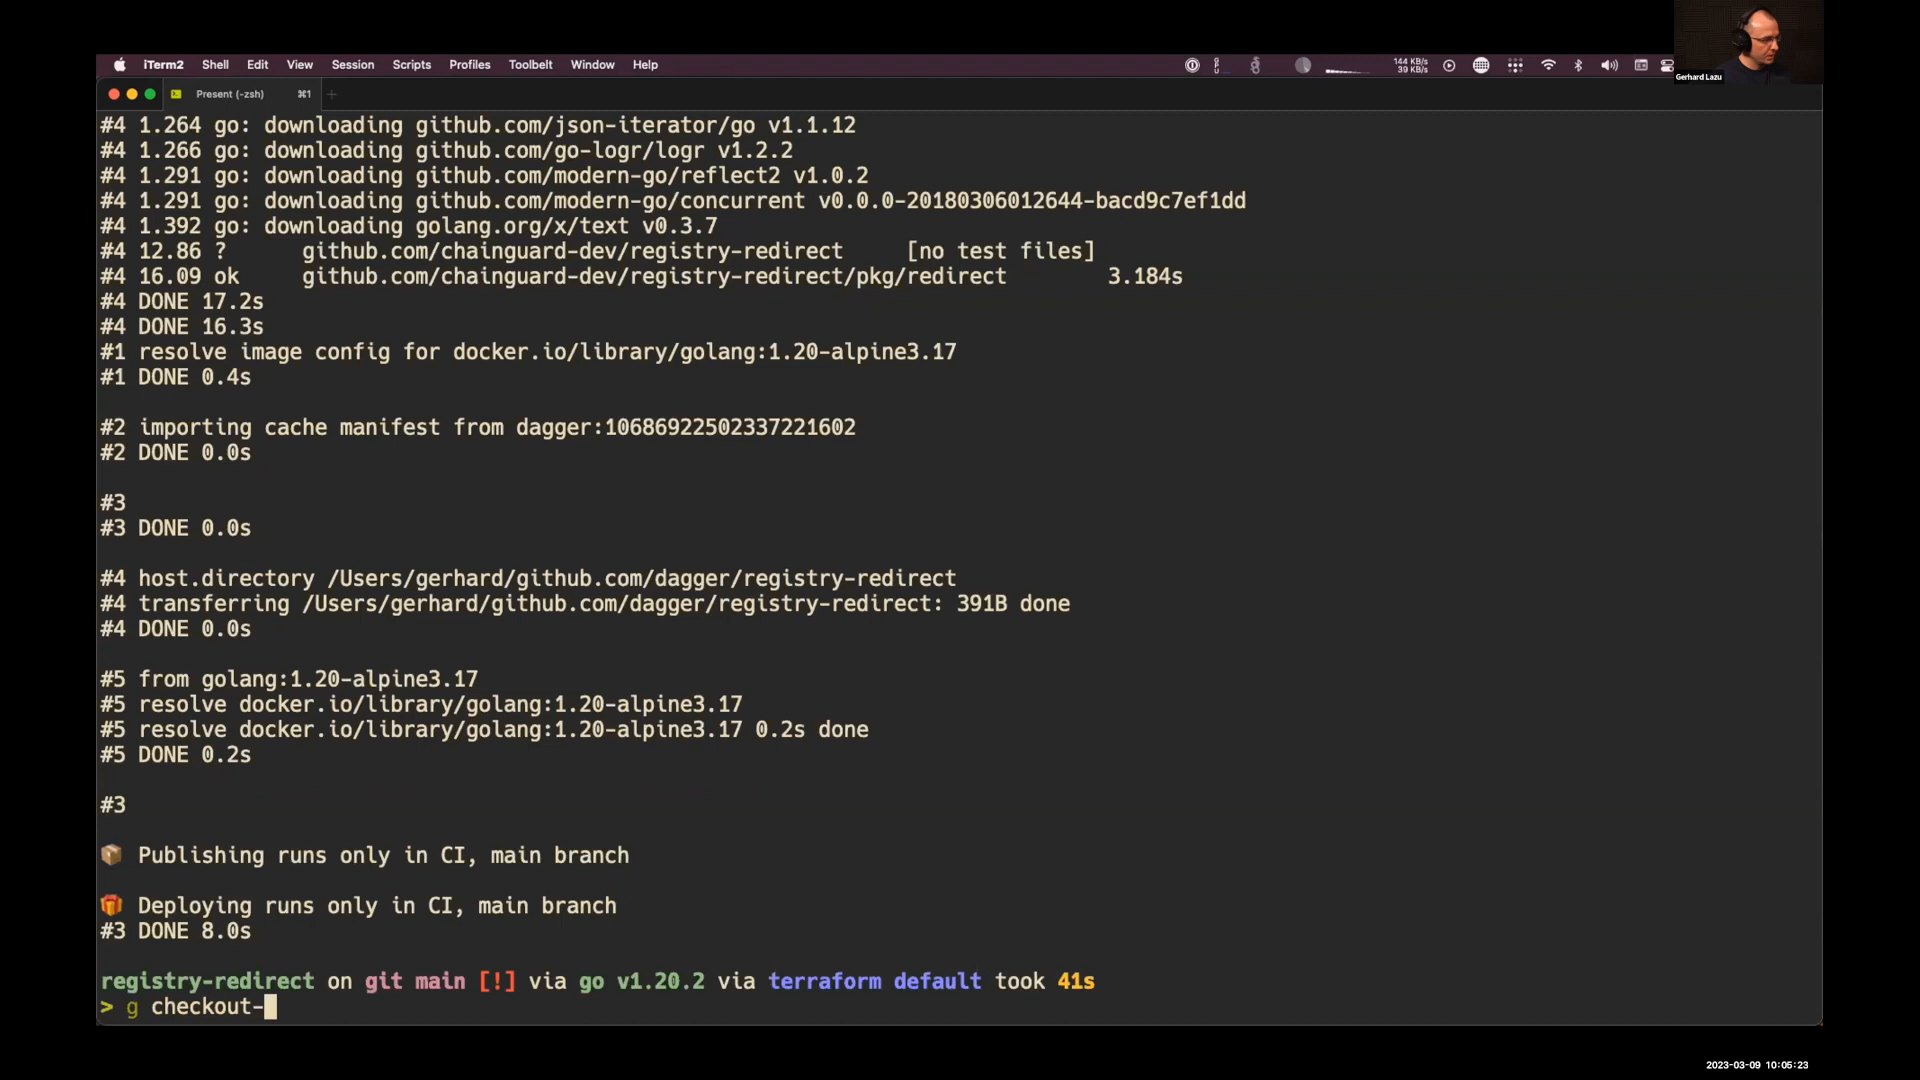 Gerhard Lazu
iTerm2 Shell Edit View Session Scripts Profiles Toolbelt Window Help 144 KB/s 39 KB/s
Present (-zsh) ⌘1 +
#4 1.264 go: downloading github.com/json-iterator/go v1.1.12
#4 1.266 go: downloading github.com/go-logr/logr v1.2.2
#4 1.291 go: downloading github.com/modern-go/reflect2 v1.0.2
#4 1.291 go: downloading github.com/modern-go/concurrent v0.0.0-20180306012644-bacd9c7ef1dd
#4 1.392 go: downloading golang.org/x/text v0.3.7
#4 12.86 ? github.com/chainguard-dev/registry-redirect [no test files]
#4 16.09 ok github.com/chainguard-dev/registry-redirect/pkg/redirect 3.184s
#4 DONE 17.2s
#4 DONE 16.3s
#1 resolve image config for docker.io/library/golang:1.20-alpine3.17
#1 DONE 0.4s
#2 importing cache manifest from dagger:10686922502337221602
#2 DONE 0.0s
#3
#3 DONE 0.0s
#4 host.directory /Users/gerhard/github.com/dagger/registry-redirect
#4 transferring /Users/gerhard/github.com/dagger/registry-redirect: 391B done
#4 DONE 0.0s
#5 from golang:1.20-alpine3.17
#5 resolve docker.io/library/golang:1.20-alpine3.17
#5 resolve docker.io/library/golang:1.20-alpine3.17 0.2s done
#5 DONE 0.2s
#3
📦 Publishing runs only in CI, main branch
🎁 Deploying runs only in CI, main branch
#3 DONE 8.0s
registry-redirect on git main [!] via go v1.20.2 via terraform default took 41s
> g checkout-
2023-03-09 10:05:23